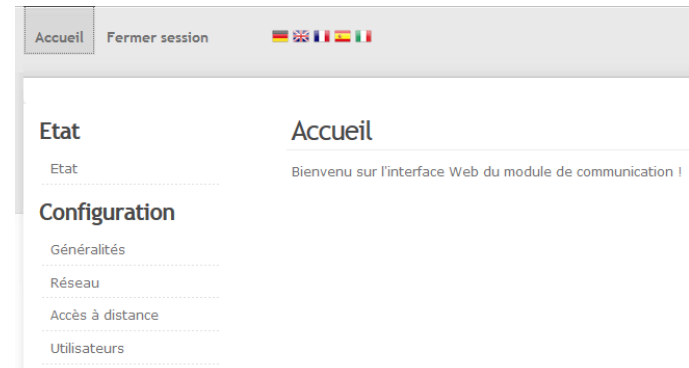 Accueil Fermer session
Etat
Etat
Configuration
Généralités
Réseau
Accès à distance
Utilisateurs
Accueil
Bienvenu sur l'interface Web du module de communication !